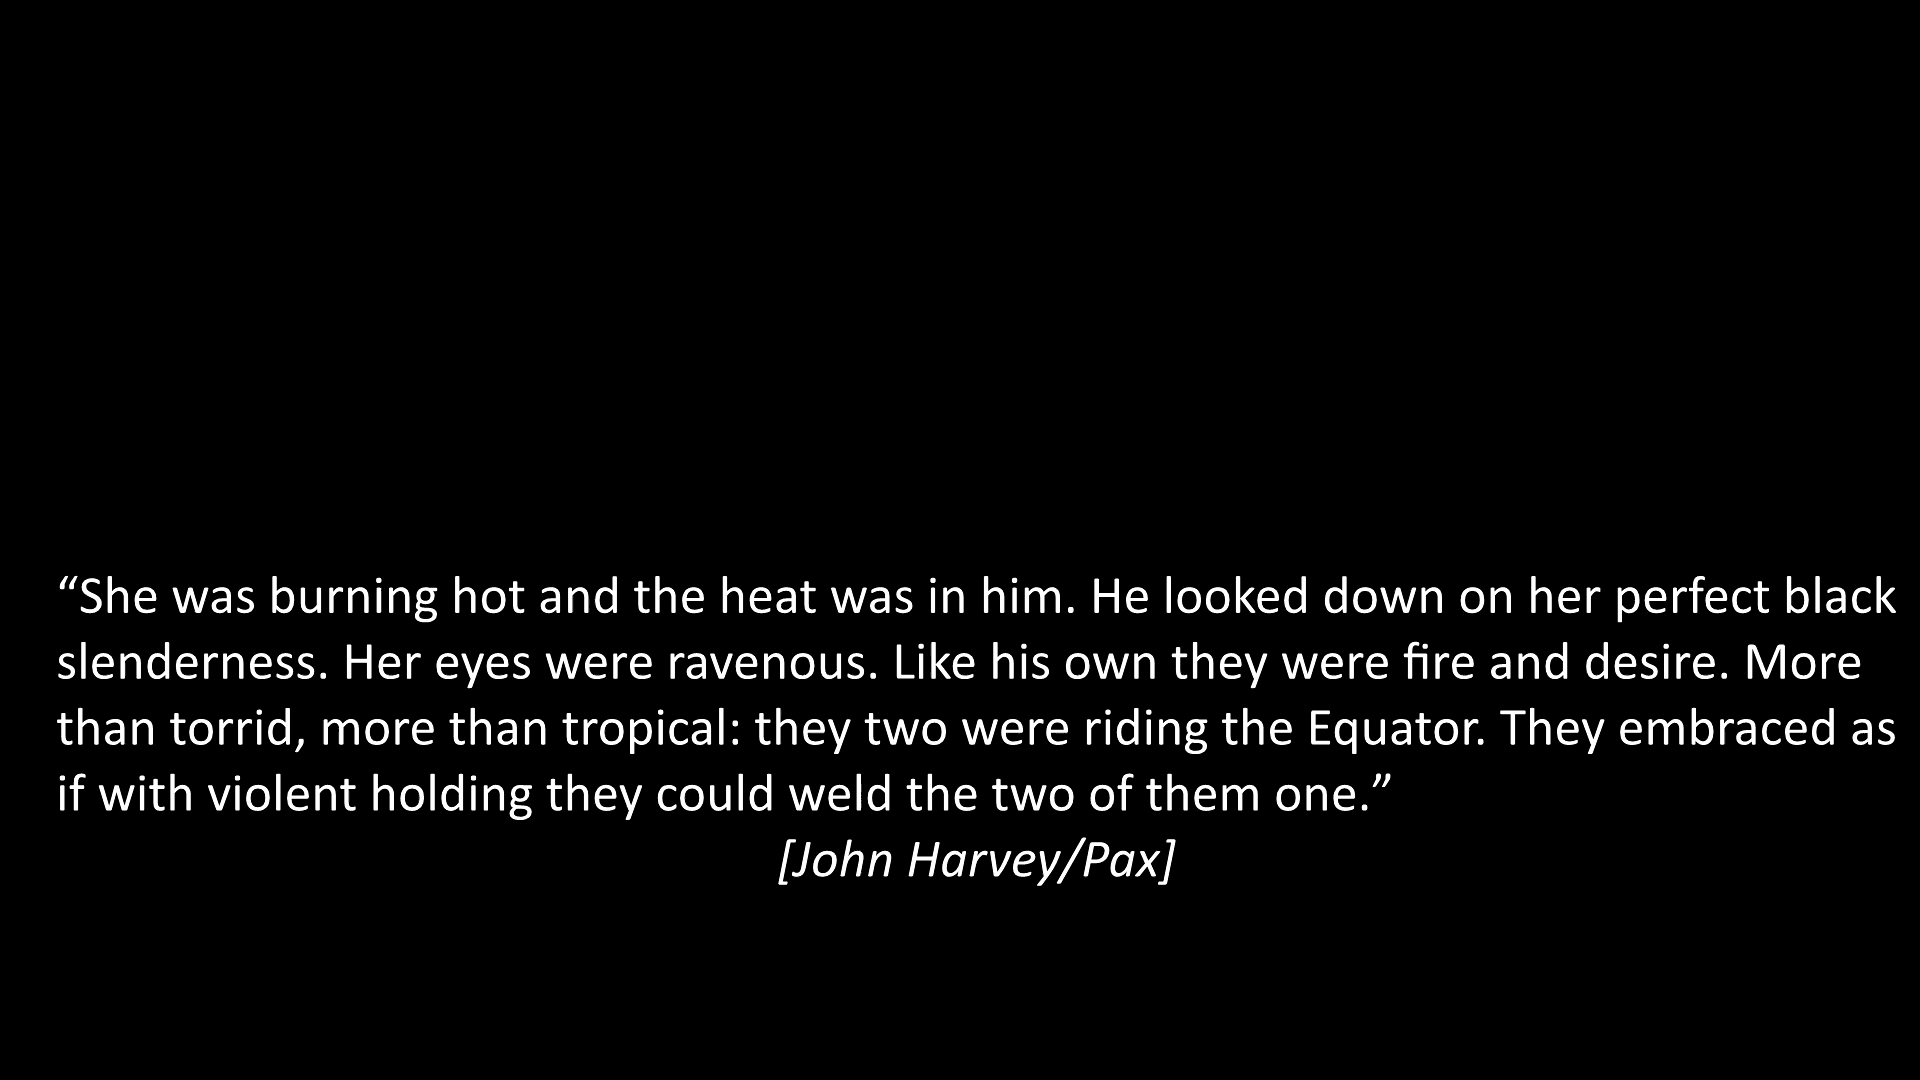 “She was burning hot and the heat was in him. He looked down on her perfect black
slenderness. Her eyes were ravenous. Like his own they were fire and desire. More
than torrid, more than tropical: they two were riding the Equator. They embraced as
if with violent holding they could weld the two of them one.”
[John Harvey/Pax]